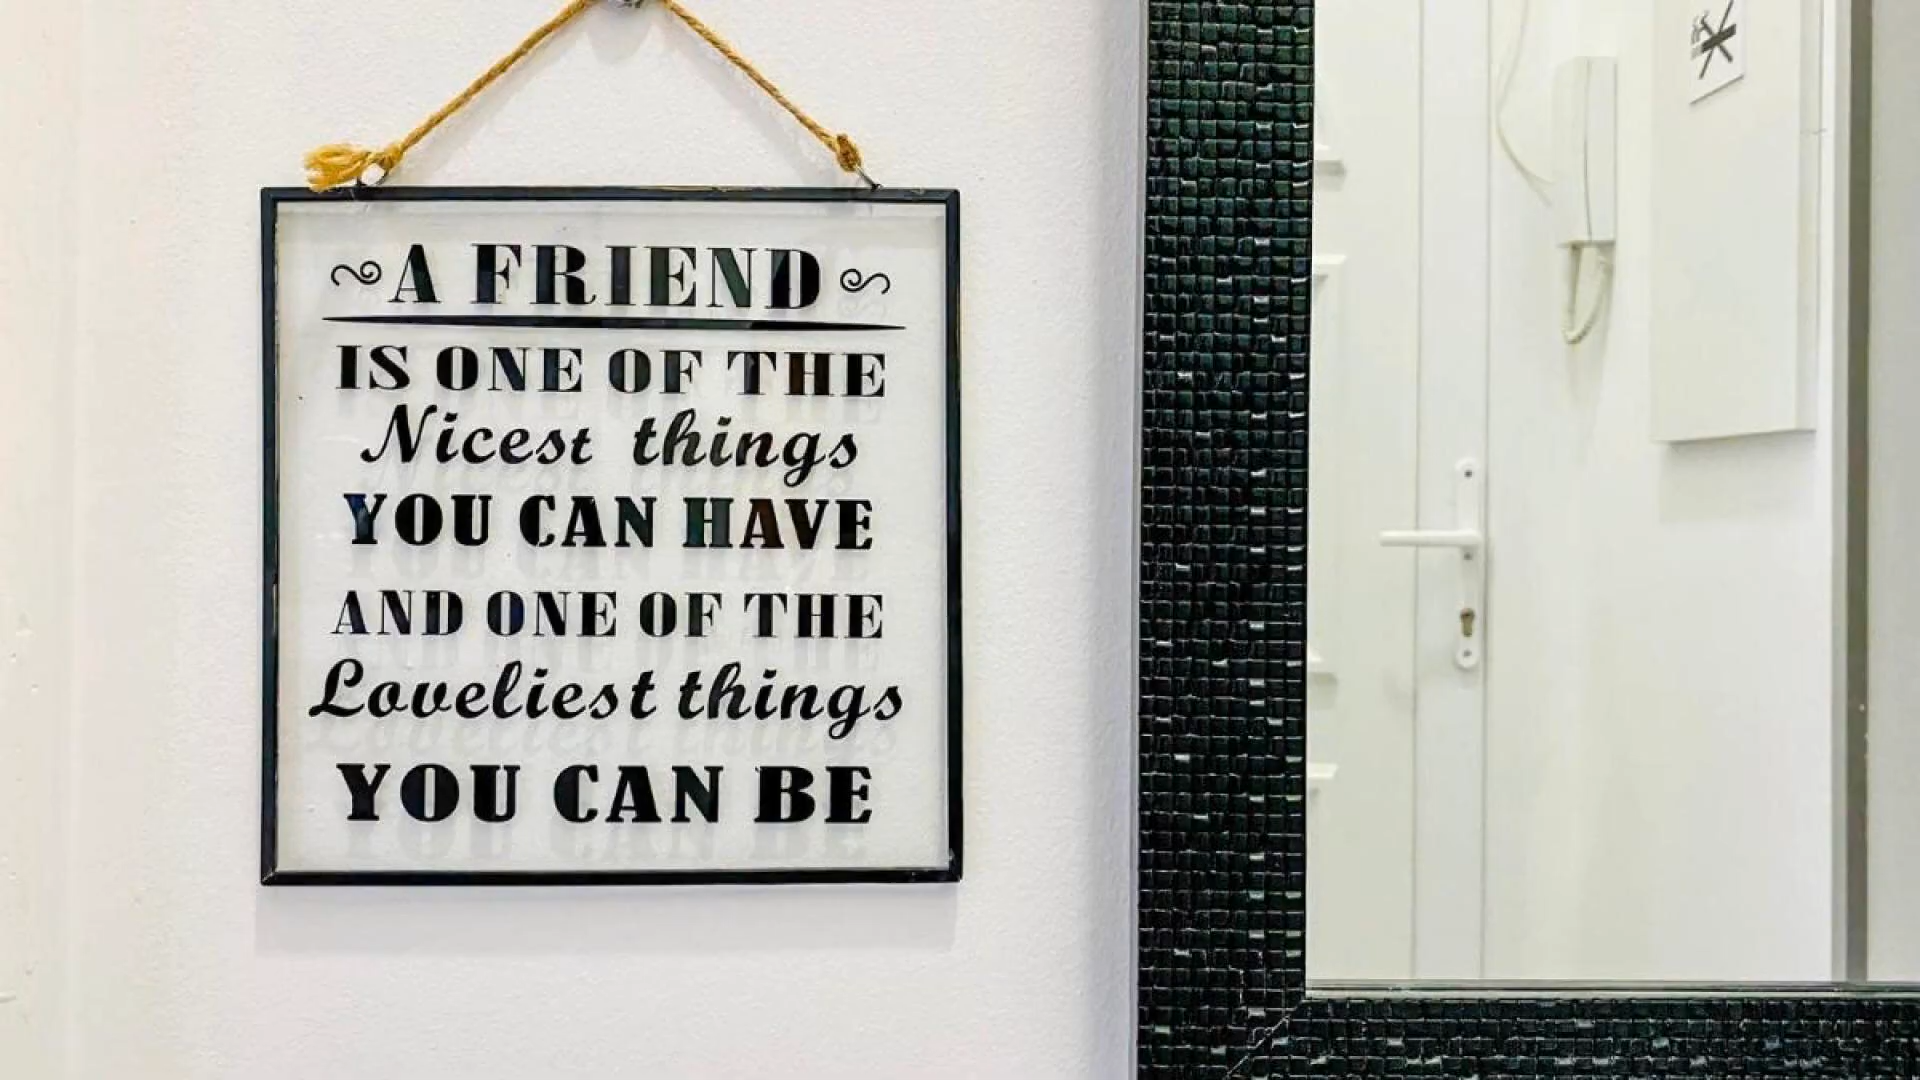 A FRIEND
IS ONE OF THE
Nicest things
YOU CAN HAVE
AND ONE OF THE
Loveliest things
YOU CAN BE